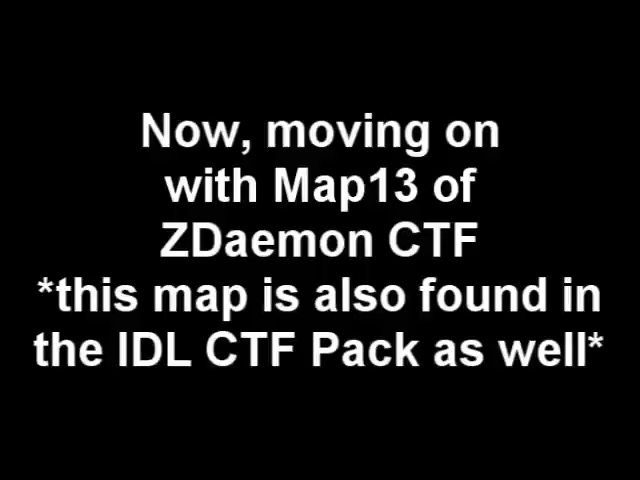 Now, moving on
with Map13 of
ZDaemon CTF
*this map is also found in
the IDL CTF Pack as well*